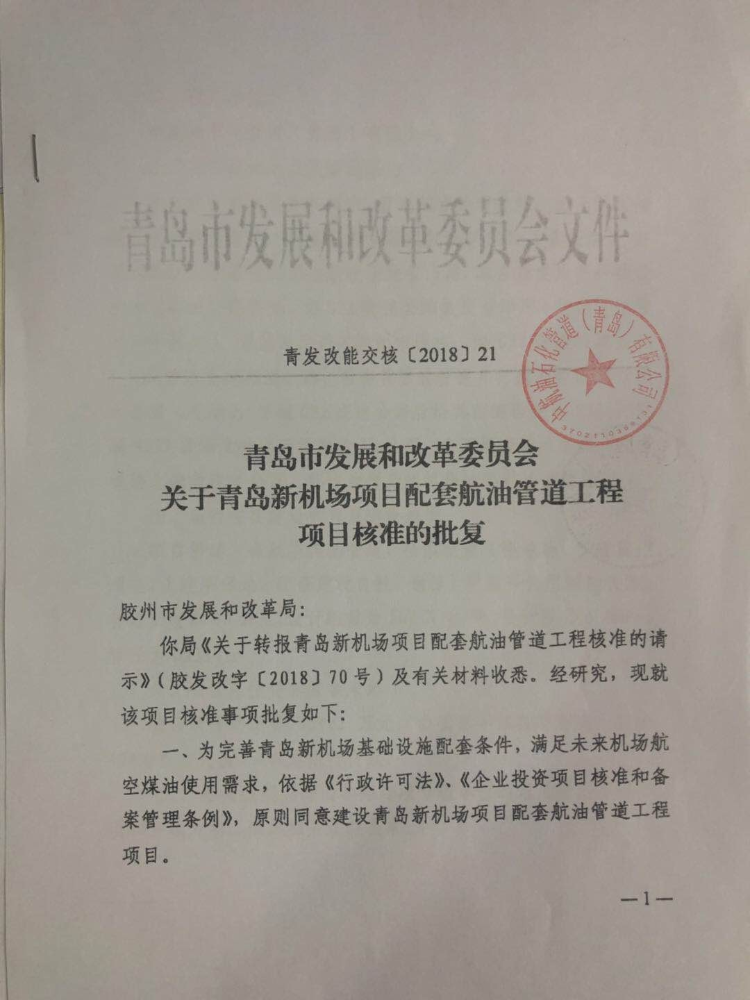 青岛市发展和改革委员会文件
青发改能交核〔2018〕21
中航油石化管道（青岛）有限公司
青岛市发展和改革委员会
关于青岛新机场项目配套航油管道工程
项目核准的批复
胶州市发展和改革局：
你局《关于转报青岛新机场项目配套航油管道工程核准的请
示》（胶发改字〔2018〕70号）及有关材料收悉。经研究，现就
该项目核准事项批复如下：
一、为完善青岛新机场基础设施配套条件，满足未来机场航
空煤油使用需求，依据《行政许可法》、《企业投资项目核准和备
案管理条例》，原则同意建设青岛新机场项目配套航油管道工程
项目。
—1—